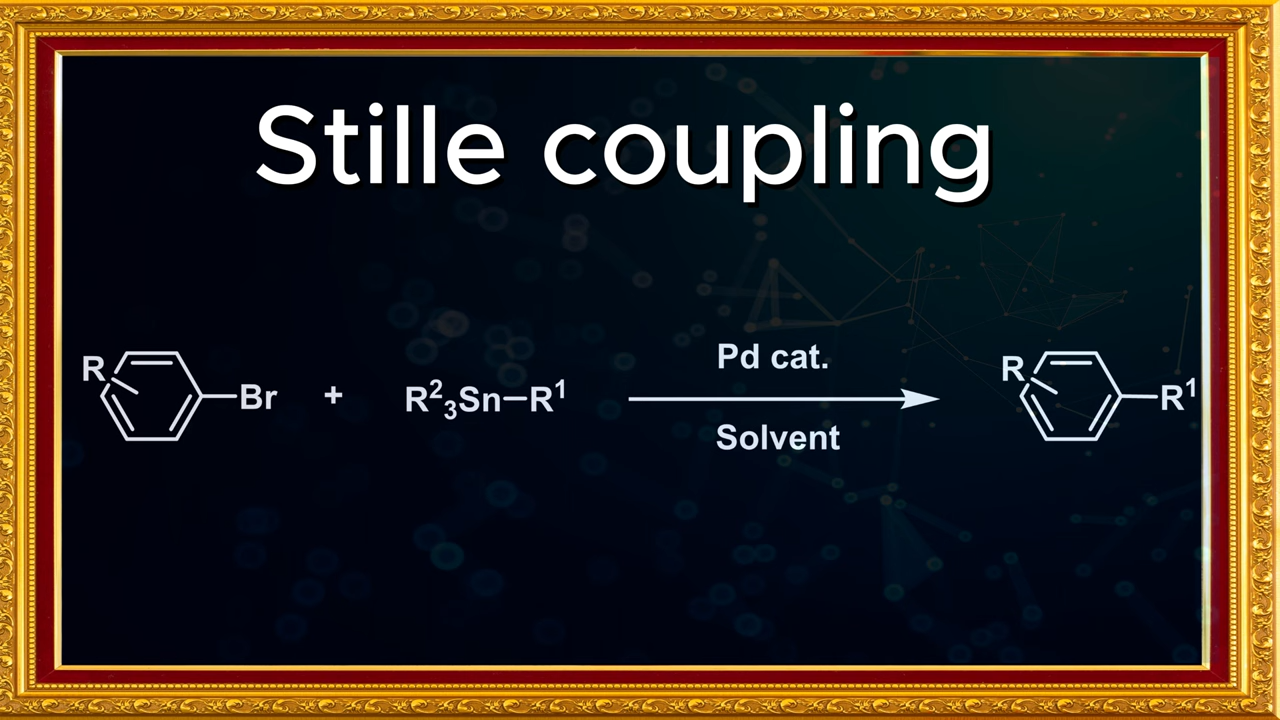 Stille coupling
Pd cat.
R Br + R²₃Sn–R¹ R R¹
Solvent